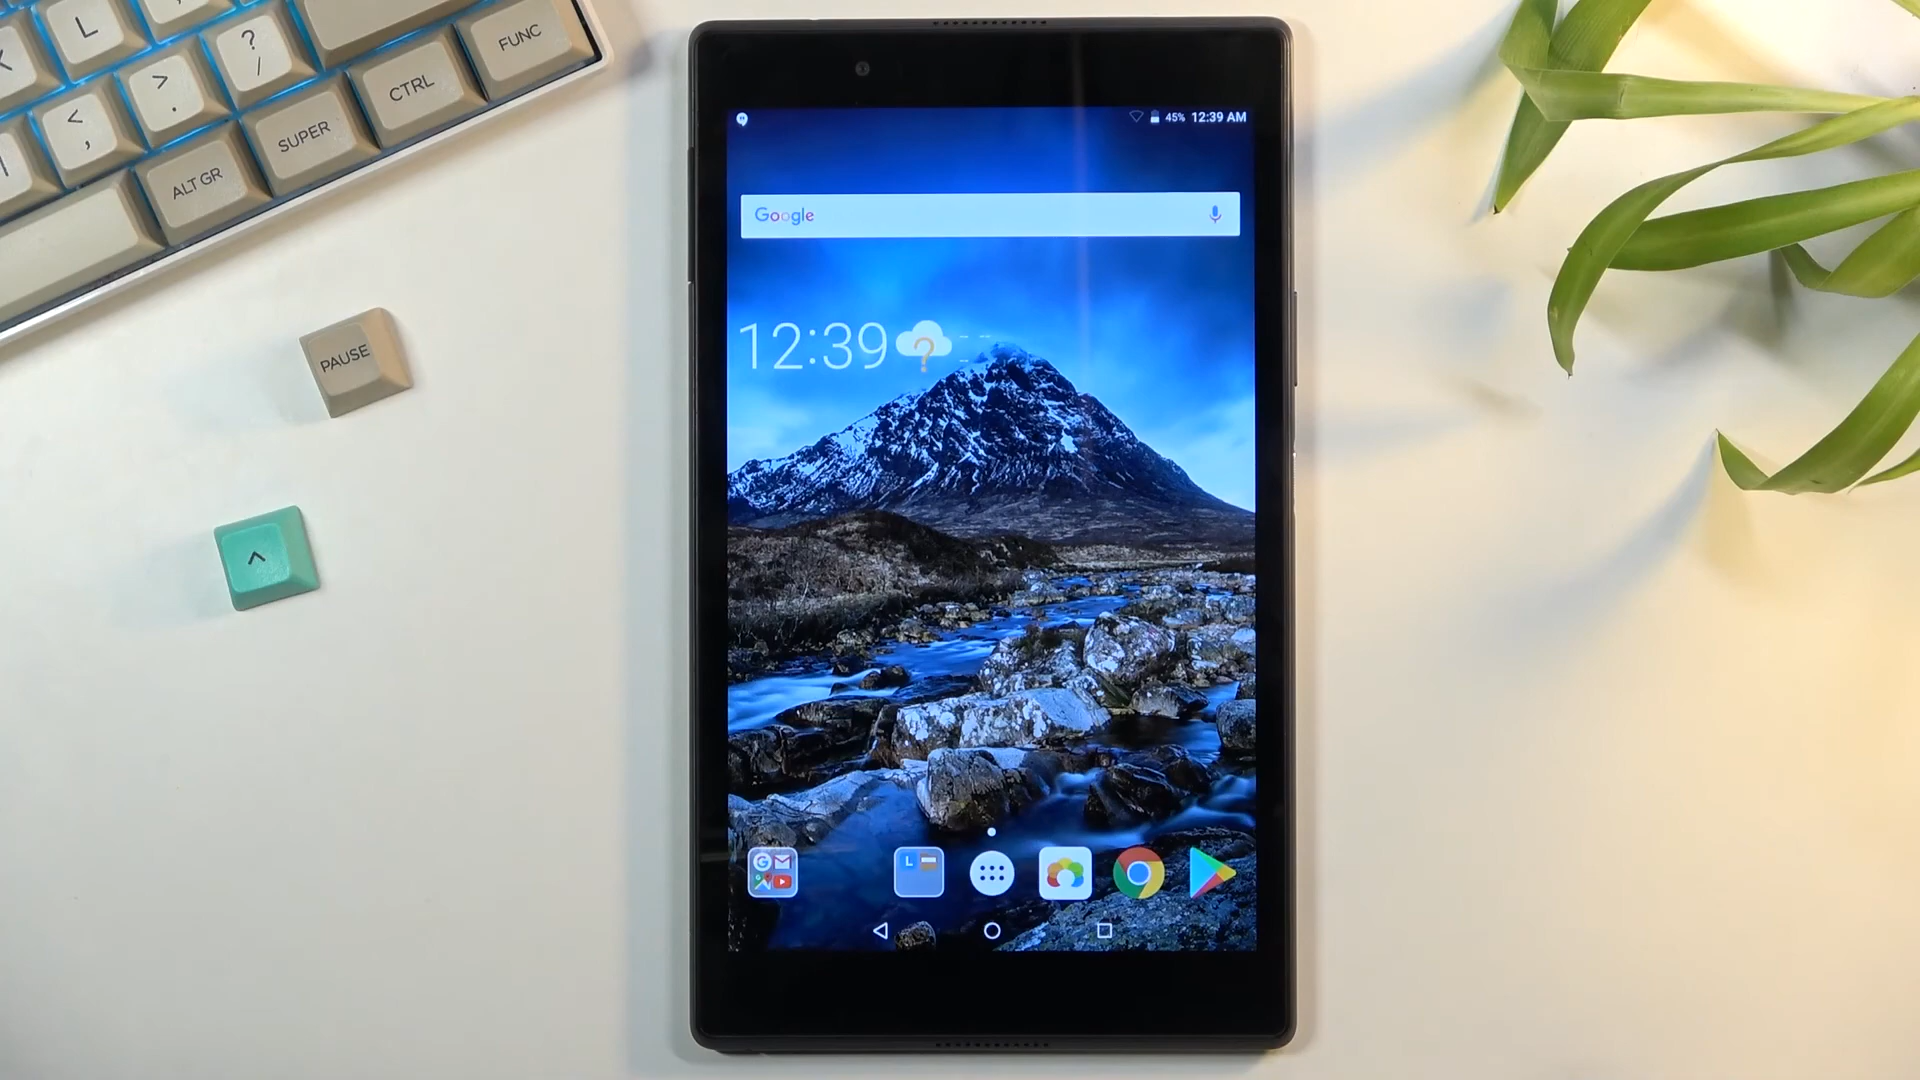 L
K
?
/
FUNC
>
.
CTRL
<
,
SUPER
ALT GR
PAUSE
^
45% 12:39 AM
Google
12:39
?
G
L